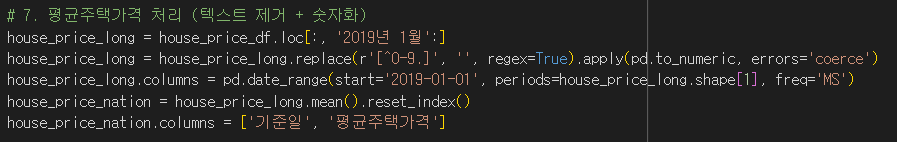 # 7. 평균주택가격 처리 (텍스트 제거 + 숫자화)
house_price_long = house_price_df.loc[:, '2019년 1월':]
house_price_long = house_price_long.replace(r'[^0-9.]', '', regex=True).apply(pd.to_numeric, errors='coerce')
house_price_long.columns = pd.date_range(start='2019-01-01', periods=house_price_long.shape[1], freq='MS')
house_price_nation = house_price_long.mean().reset_index()
house_price_nation.columns = ['기준일', '평균주택가격']